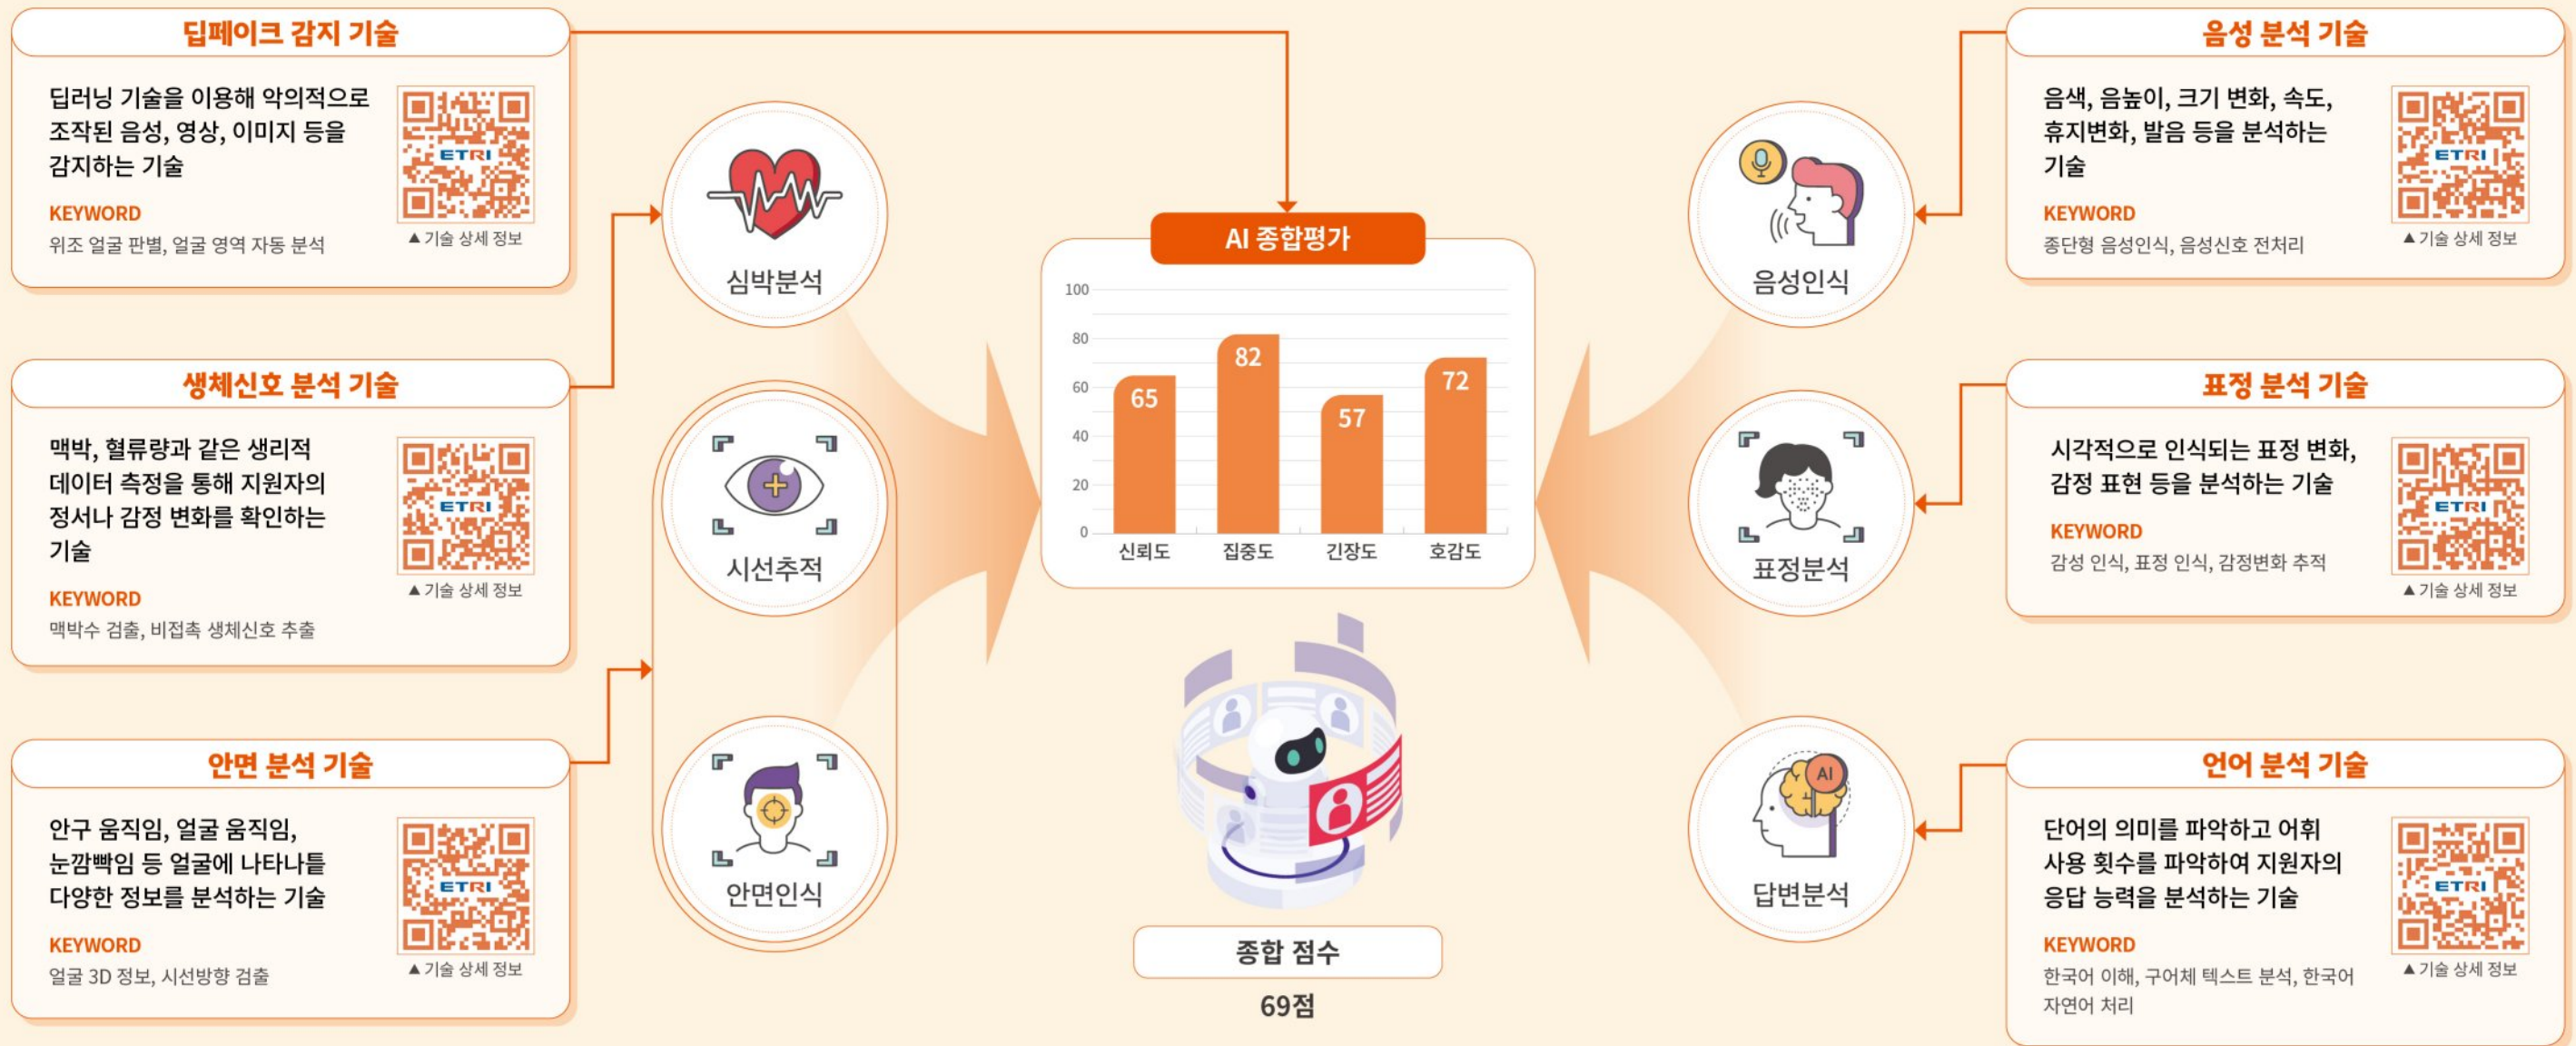 딥페이크 감지 기술
딥러닝 기술을 이용해 악의적으로
조작된 음성, 영상, 이미지 등을
감지하는 기술
KEYWORD
위조 얼굴 판별, 얼굴 영역 자동 분석
ETRI
▲ 기술 상세 정보
생체신호 분석 기술
맥박, 혈류량과 같은 생리적
데이터 측정을 통해 지원자의
정서나 감정 변화를 확인하는
기술
KEYWORD
맥박수 검출, 비접촉 생체신호 추출
ETRI
▲ 기술 상세 정보
안면 분석 기술
안구 움직임, 얼굴 움직임,
눈깜빡임 등 얼굴에 나타나틑
다양한 정보를 분석하는 기술
KEYWORD
얼굴 3D 정보, 시선방향 검출
ETRI
▲ 기술 상세 정보
심박분석
시선추적
안면인식
AI 종합평가
100
80
60
40
20
0
65
82
57
72
신뢰도
집중도
긴장도
호감도
종합 점수
69점
음성인식
표정분석
AI
답변분석
음성 분석 기술
음색, 음높이, 크기 변화, 속도,
휴지변화, 발음 등을 분석하는
기술
KEYWORD
종단형 음성인식, 음성신호 전처리
ETRI
▲ 기술 상세 정보
표정 분석 기술
시각적으로 인식되는 표정 변화,
감정 표현 등을 분석하는 기술
KEYWORD
감성 인식, 표정 인식, 감정변화 추적
ETRI
▲ 기술 상세 정보
언어 분석 기술
단어의 의미를 파악하고 어휘
사용 횟수를 파악하여 지원자의
응답 능력을 분석하는 기술
KEYWORD
한국어 이해, 구어체 텍스트 분석, 한국어
자연어 처리
ETRI
▲ 기술 상세 정보